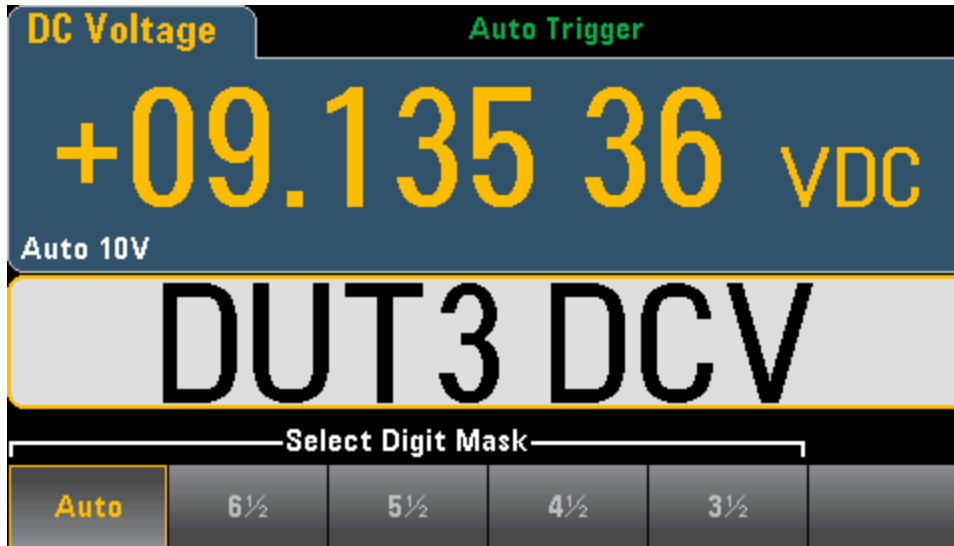 DC Voltage
Auto Trigger
+09.135 36 VDC
Auto 10V
DUT3 DCV
Select Digit Mask
Auto 6½ 5½ 4½ 3½